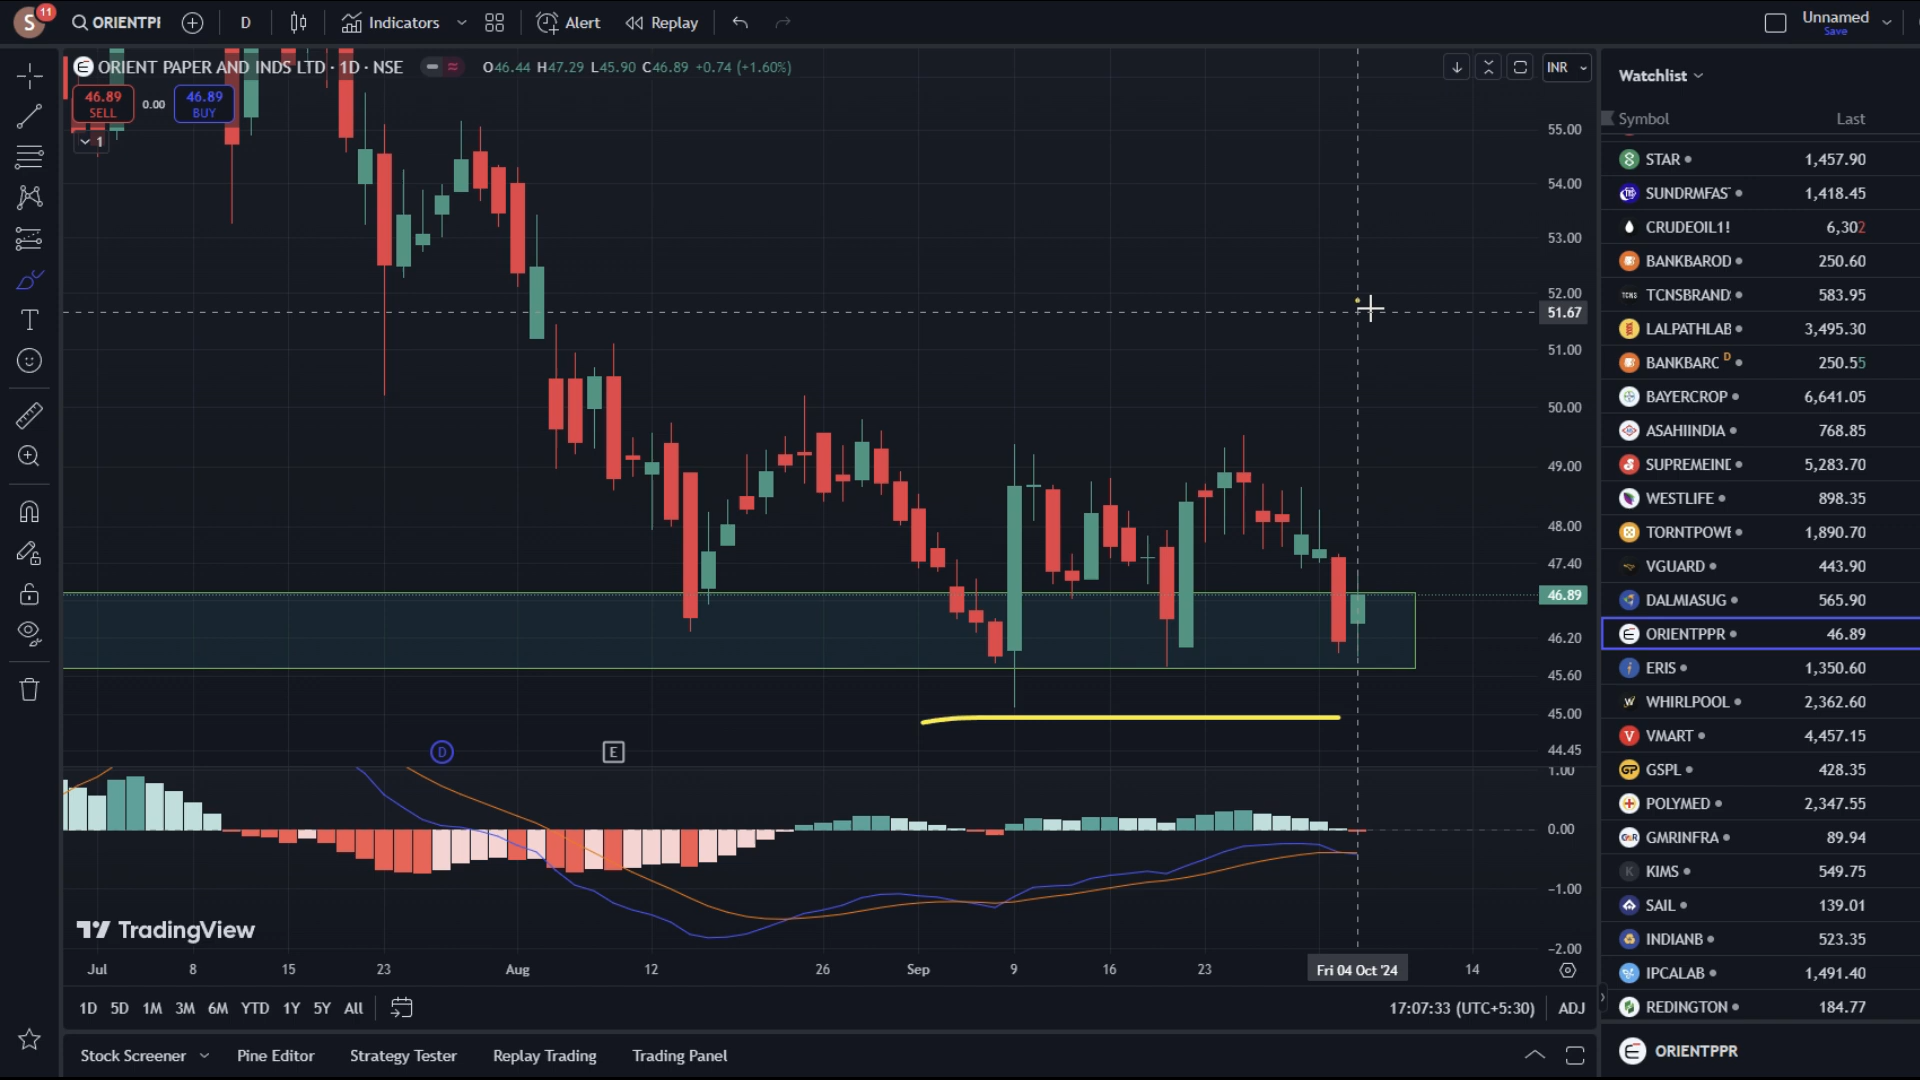 S 11 ORIENTPI D Indicators Alert Replay Unnamed Save
ORIENT PAPER AND INDS LTD · 1D · NSE O46.44 H47.29 L45.90 C46.89 +0.74 (+1.60%)
INR
46.89 SELL 0.00 46.89 BUY
1
55.00
54.00
53.00
52.00
51.67
51.00
50.00
49.00
48.00
47.40
46.89
46.20
45.60
45.00
44.45
D E
1.00
0.00
−1.00
−2.00
TradingView
Jul 8 15 23 Aug 12 26 Sep 9 16 23 Fri 04 Oct '24 14
1D 5D 1M 3M 6M YTD 1Y 5Y All 17:07:33 (UTC+5:30) ADJ
Stock Screener Pine Editor Strategy Tester Replay Trading Trading Panel
Watchlist
Symbol Last
STAR 1,457.90
SUNDRMFAST 1,418.45
CRUDEOIL1! 6,302
BANKBAROD 250.60
TCNSBRAND 583.95
LALPATHLAB 3,495.30
BANKBARC D 250.55
BAYERCROP 6,641.05
ASAHIINDIA 768.85
SUPREMEIND 5,283.70
WESTLIFE 898.35
TORNTPOWE 1,890.70
VGUARD 443.90
DALMIASUG 565.90
ORIENTPPR 46.89
ERIS 1,350.60
WHIRLPOOL 2,362.60
VMART 4,457.15
GSPL 428.35
POLYMED 2,347.55
GMRINFRA 89.94
KIMS 549.75
SAIL 139.01
INDIANB 523.35
IPCALAB 1,491.40
REDINGTON 184.77
ORIENTPPR